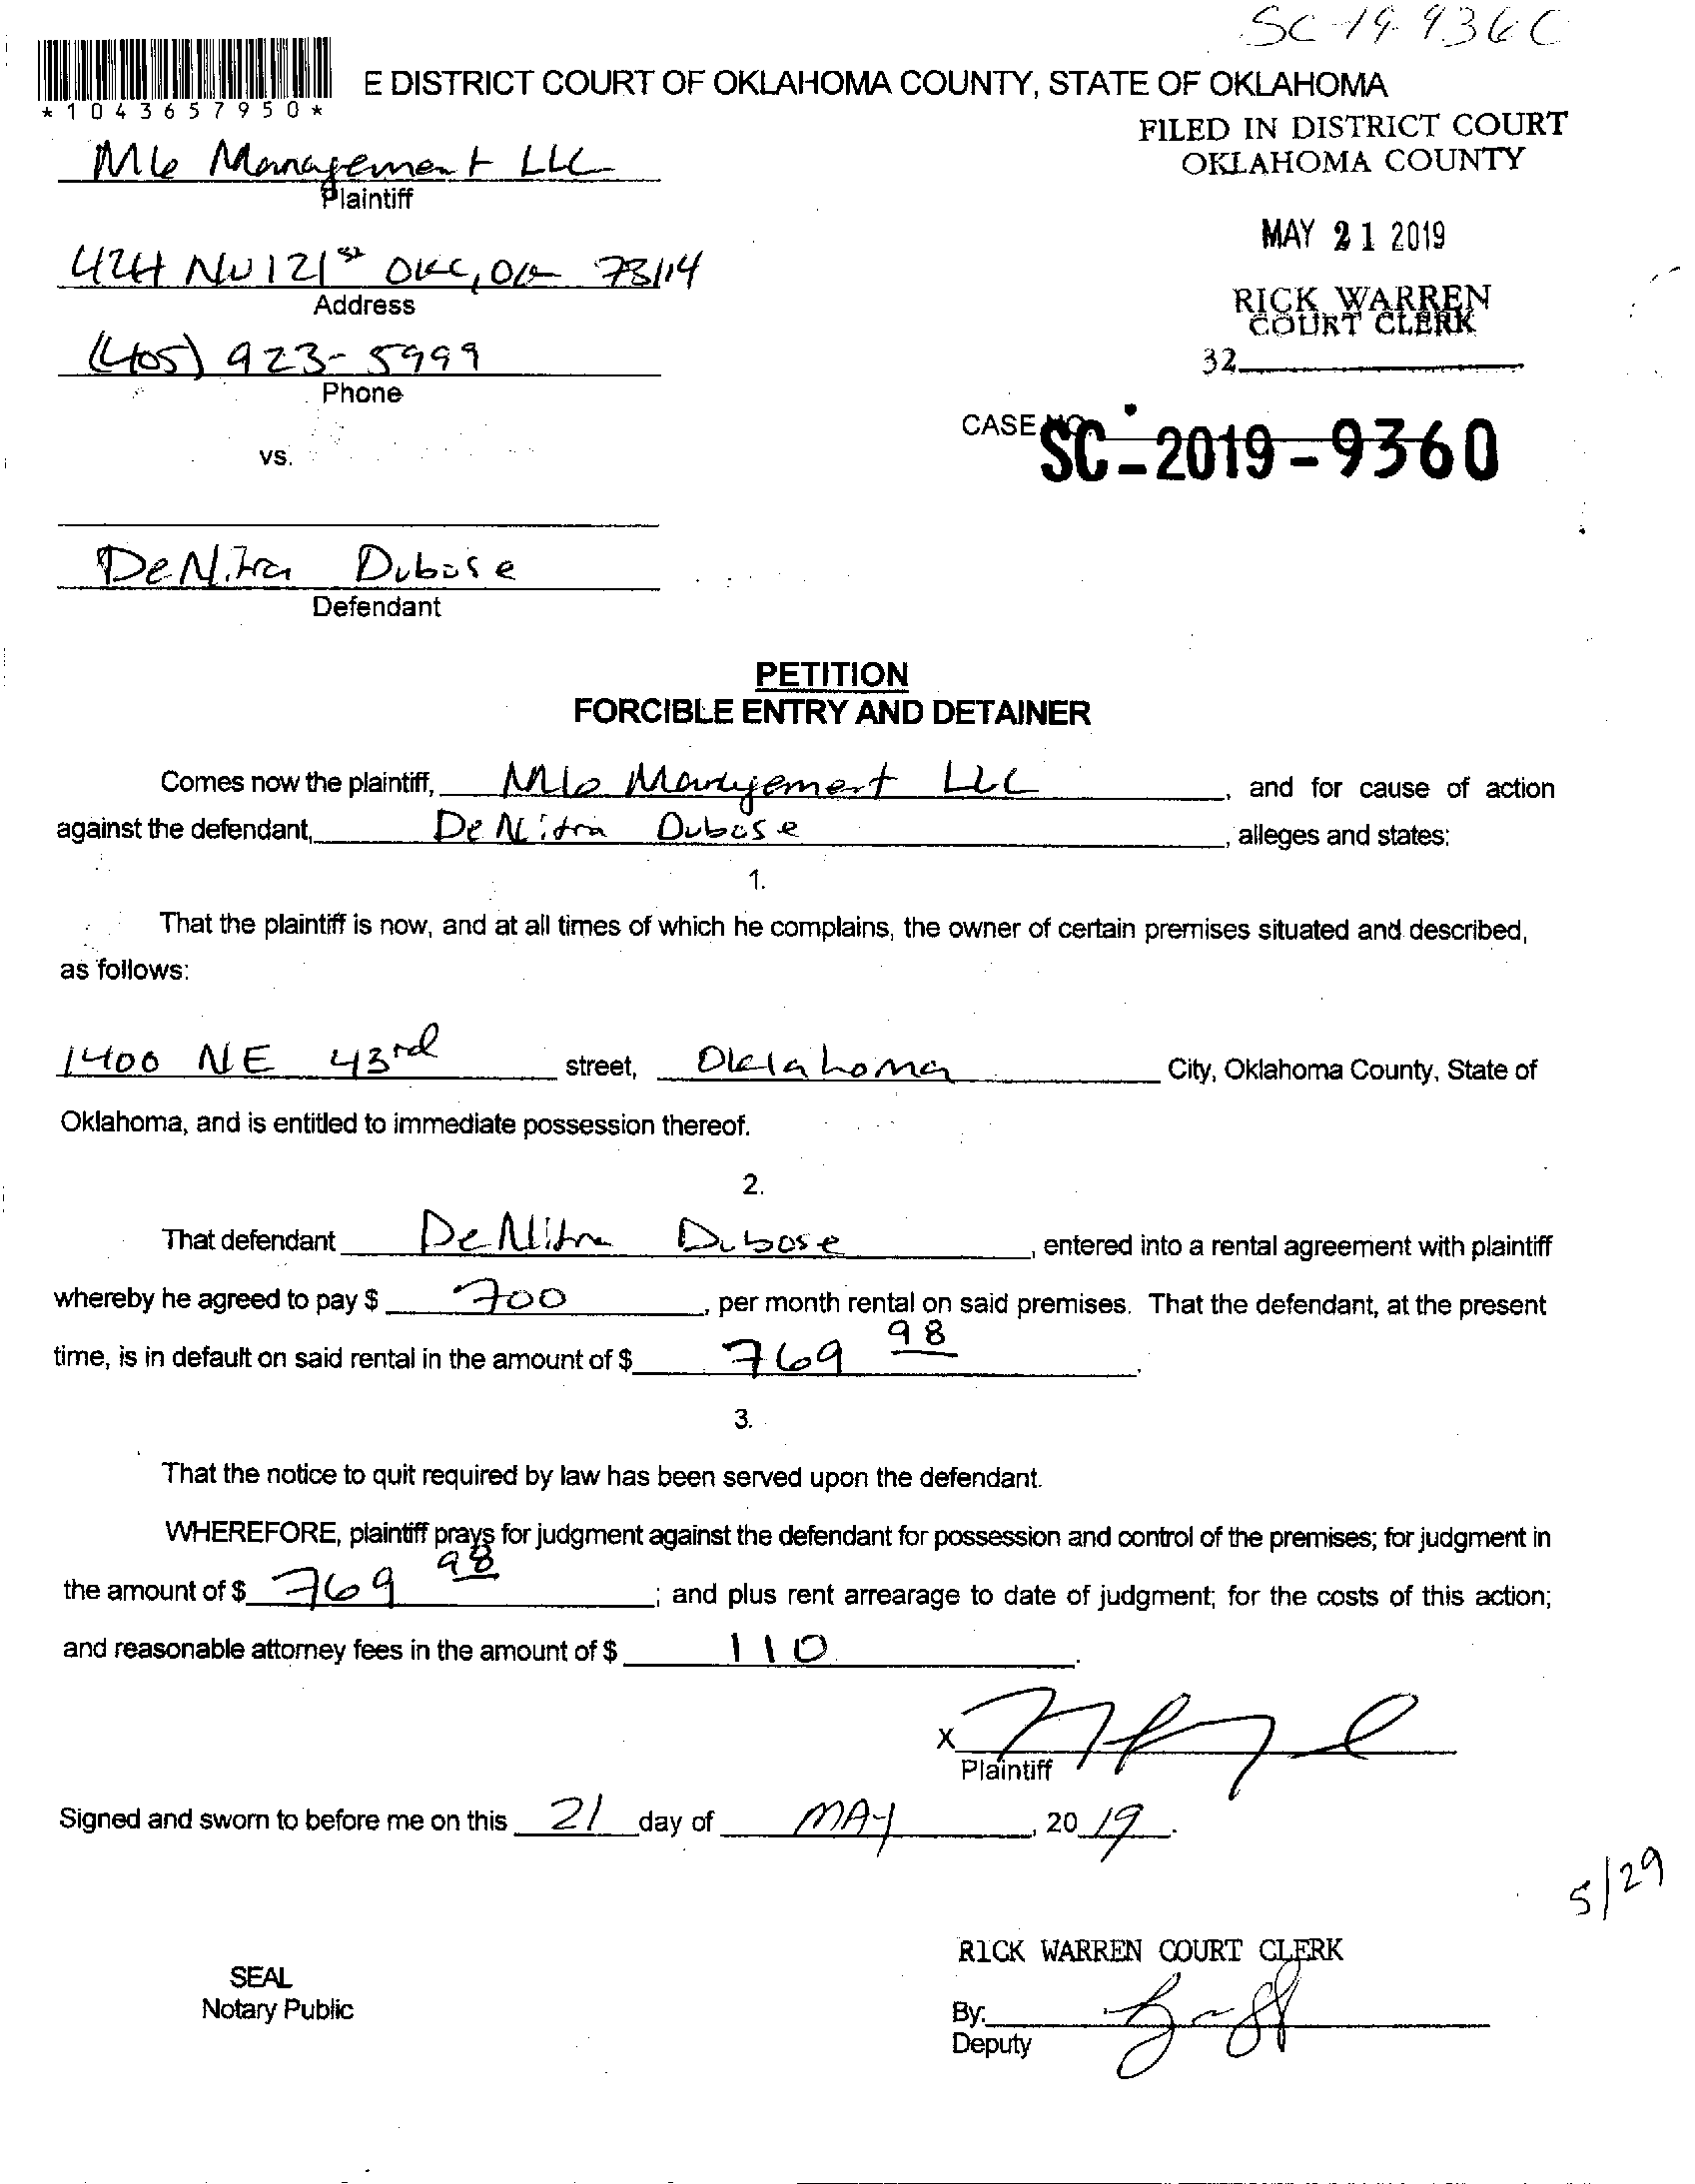 SC-19-9360
*1043657950*
E DISTRICT COURT OF OKLAHOMA COUNTY, STATE OF OKLAHOMA
FILED IN DISTRICT COURT
OKLAHOMA COUNTY
Management LLC
Plaintiff
MAY 21 2019
424 NW 121st OKC, OK 73114
Address
RICK WARREN
COURT CLERK
(405) 923-5999
Phone
32
CASE NO.
SC-2019-9360
vs.
DeNitra Dubose
Defendant
PETITION
FORCIBLE ENTRY AND DETAINER
Comes now the plaintiff, Management LLC, and for cause of action
against the defendant, DeNitra Dubose, alleges and states:
1.
That the plaintiff is now, and at all times of which he complains, the owner of certain premises situated and described,
as follows:
1400 NE 43rd street, Oklahoma City, Oklahoma County, State of
Oklahoma, and is entitled to immediate possession thereof.
2.
That defendant DeNitra Dubose, entered into a rental agreement with plaintiff
whereby he agreed to pay $ 700, per month rental on said premises. That the defendant, at the present
time, is in default on said rental in the amount of $ 769 98.
3.
That the notice to quit required by law has been served upon the defendant.
WHEREFORE, plaintiff prays for judgment against the defendant for possession and control of the premises; for judgment in
the amount of $ 769 98; and plus rent arrearage to date of judgment; for the costs of this action;
and reasonable attorney fees in the amount of $ 110.
X
Plaintiff
Signed and sworn to before me on this 21 day of MAY, 2019.
5/29
RICK WARREN COURT CLERK
SEAL
Notary Public
By:
Deputy